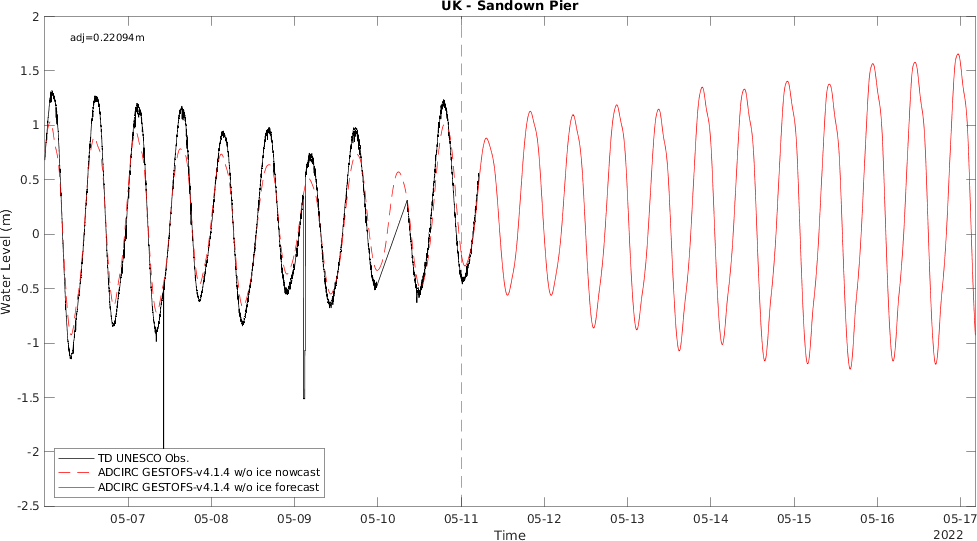 UK - Sandown Pier
adj=0.22094m
Water Level (m)
2
1.5
1
0.5
0
-0.5
-1
-1.5
-2
-2.5
TD UNESCO Obs.
ADCIRC GESTOFS-v4.1.4 w/o ice nowcast
ADCIRC GESTOFS-v4.1.4 w/o ice forecast
05-07 05-08 05-09 05-10 05-11 05-12 05-13 05-14 05-15 05-16 05-17
Time
2022